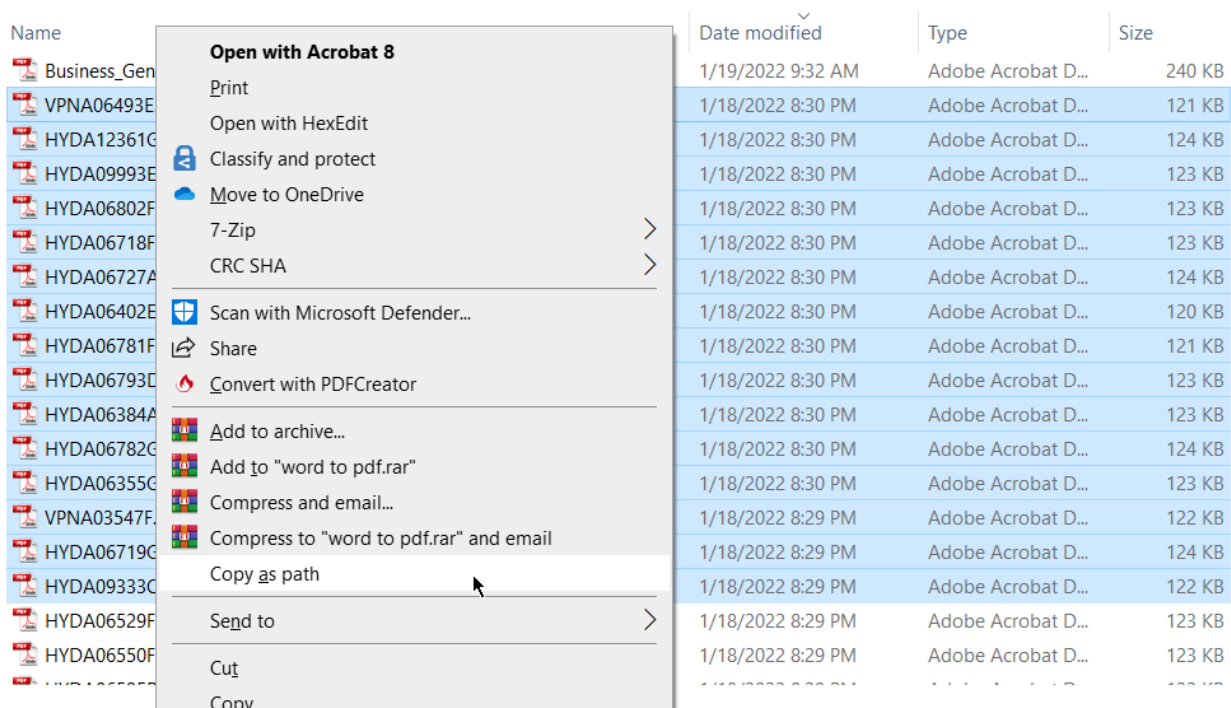 Name Date modified Type Size
Business_Gen 1/19/2022 9:32 AM Adobe Acrobat D... 240 KB
VPNA06493E 1/18/2022 8:30 PM Adobe Acrobat D... 121 KB
HYDA12361G 1/18/2022 8:30 PM Adobe Acrobat D... 124 KB
HYDA09993E 1/18/2022 8:30 PM Adobe Acrobat D... 123 KB
HYDA06802F 1/18/2022 8:30 PM Adobe Acrobat D... 123 KB
HYDA06718F 1/18/2022 8:30 PM Adobe Acrobat D... 123 KB
HYDA06727A 1/18/2022 8:30 PM Adobe Acrobat D... 124 KB
HYDA06402E 1/18/2022 8:30 PM Adobe Acrobat D... 120 KB
HYDA06781F 1/18/2022 8:30 PM Adobe Acrobat D... 121 KB
HYDA06793D 1/18/2022 8:30 PM Adobe Acrobat D... 123 KB
HYDA06384A 1/18/2022 8:30 PM Adobe Acrobat D... 123 KB
HYDA06782G 1/18/2022 8:30 PM Adobe Acrobat D... 124 KB
HYDA06355G 1/18/2022 8:30 PM Adobe Acrobat D... 123 KB
VPNA03547F. 1/18/2022 8:29 PM Adobe Acrobat D... 122 KB
HYDA06719G 1/18/2022 8:29 PM Adobe Acrobat D... 124 KB
HYDA09333C 1/18/2022 8:29 PM Adobe Acrobat D... 122 KB
HYDA06529F 1/18/2022 8:29 PM Adobe Acrobat D... 123 KB
HYDA06550F 1/18/2022 8:29 PM Adobe Acrobat D... 123 KB
Open with Acrobat 8
Print
Open with HexEdit
Classify and protect
Move to OneDrive
7-Zip
CRC SHA
Scan with Microsoft Defender...
Share
Convert with PDFCreator
Add to archive...
Add to "word to pdf.rar"
Compress and email...
Compress to "word to pdf.rar" and email
Copy as path
Send to
Cut
Copy